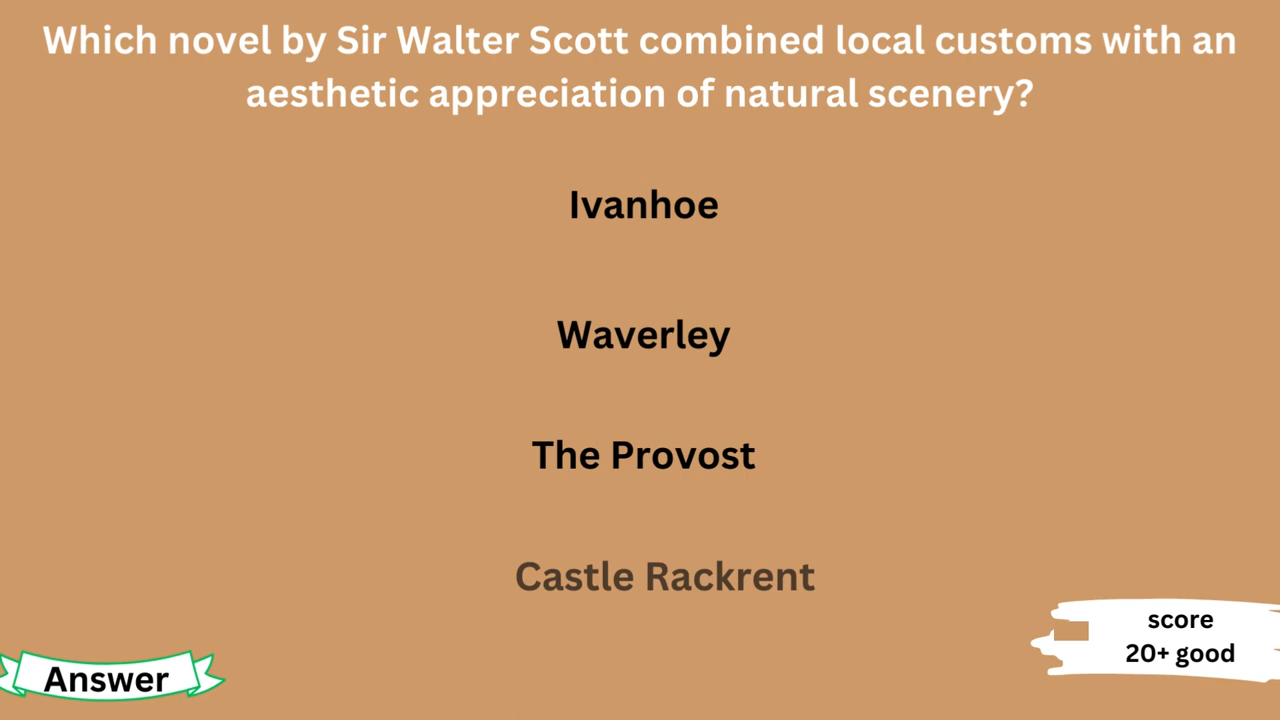 Which novel by Sir Walter Scott combined local customs with an
aesthetic appreciation of natural scenery?
Ivanhoe
Waverley
The Provost
Castle Rackrent
score
20+ good
Answer